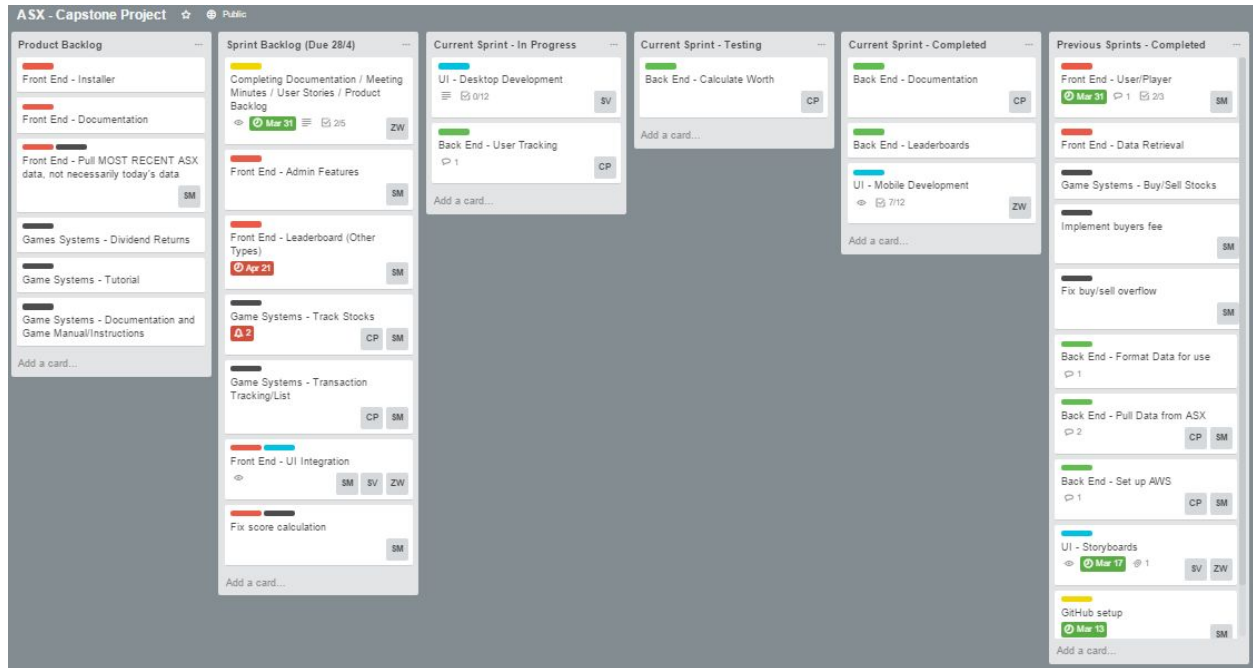 ASX - Capstone Project ☆ Public
Product Backlog ...
Front End - Installer
Front End - Documentation
Front End - Pull MOST RECENT ASX
data, not necessarily today's data
SM
Games Systems - Dividend Returns
Game Systems - Tutorial
Game Systems - Documentation and
Game Manual/Instructions
Add a card...
Sprint Backlog (Due 28/4) ...
Completing Documentation / Meeting
Minutes / User Stories / Product
Backlog
Mar 31 2/5 ZW
Front End - Admin Features
SM
Front End - Leaderboard (Other
Types)
Apr 21 SM
Game Systems - Track Stocks
2 CP SM
Game Systems - Transaction
Tracking/List
CP SM
Front End - UI Integration
SM SV ZW
Fix score calculation
SM
Add a card...
Current Sprint - In Progress ...
UI - Desktop Development
0/12 SV
Back End - User Tracking
1 CP
Add a card...
Current Sprint - Testing ...
Back End - Calculate Worth
CP
Add a card...
Current Sprint - Completed ...
Back End - Documentation
CP
Back End - Leaderboards
UI - Mobile Development
7/12 ZW
Add a card...
Previous Sprints - Completed ...
Front End - User/Player
Mar 31 1 2/3 SM
Front End - Data Retrieval
Game Systems - Buy/Sell Stocks
Implement buyers fee
SM
Fix buy/sell overflow
SM
Back End - Format Data for use
1
Back End - Pull Data from ASX
2 CP SM
Back End - Set up AWS
1 CP SM
UI - Storyboards
Mar 17 1 SV ZW
GitHub setup
Mar 13 SM
Add a card...